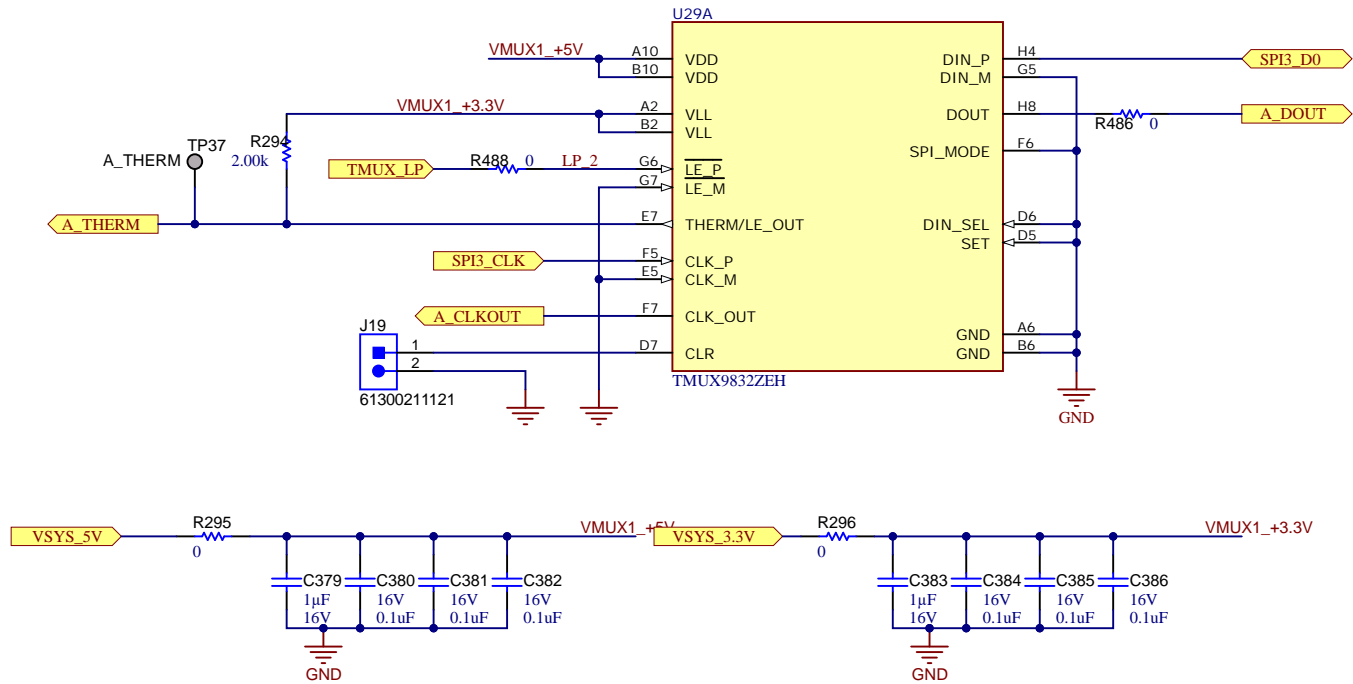 U29A
VMUX1_+5V
A10
VDD
B10
VDD
VMUX1_+3.3V
A2
VLL
B2
VLL
R294
2.00k
TP37
A_THERM
TMUX_LP
R488
0
LP_2
G6
LE_P
G7
LE_M
A_THERM
E7
THERM/LE_OUT
SPI3_CLK
F5
CLK_P
E5
CLK_M
A_CLKOUT
F7
CLK_OUT
J19
1
2
61300211121
D7
CLR
TMUX9832ZEH
DIN_P
H4
SPI3_D0
DIN_M
G5
DOUT
H8
R486
0
A_DOUT
SPI_MODE
F6
DIN_SEL
D6
SET
D5
GND
A6
GND
B6
GND
VSYS_5V
R295
0
VMUX1_+5V
C379
1µF
16V
C380
16V
0.1uF
C381
16V
0.1uF
C382
16V
0.1uF
GND
VSYS_3.3V
R296
0
VMUX1_+3.3V
C383
1µF
16V
C384
16V
0.1uF
C385
16V
0.1uF
C386
16V
0.1uF
GND